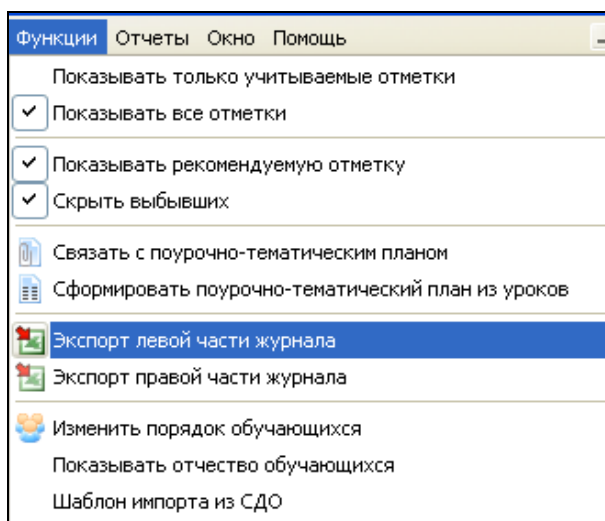 Функции Отчеты Окно Помощь
Показывать только учитываемые отметки
Показывать все отметки
Показывать рекомендуемую отметку
Скрыть выбывших
Связать с поурочно-тематическим планом
Сформировать поурочно-тематический план из уроков
Экспорт левой части журнала
Экспорт правой части журнала
Изменить порядок обучающихся
Показывать отчество обучающихся
Шаблон импорта из СДО